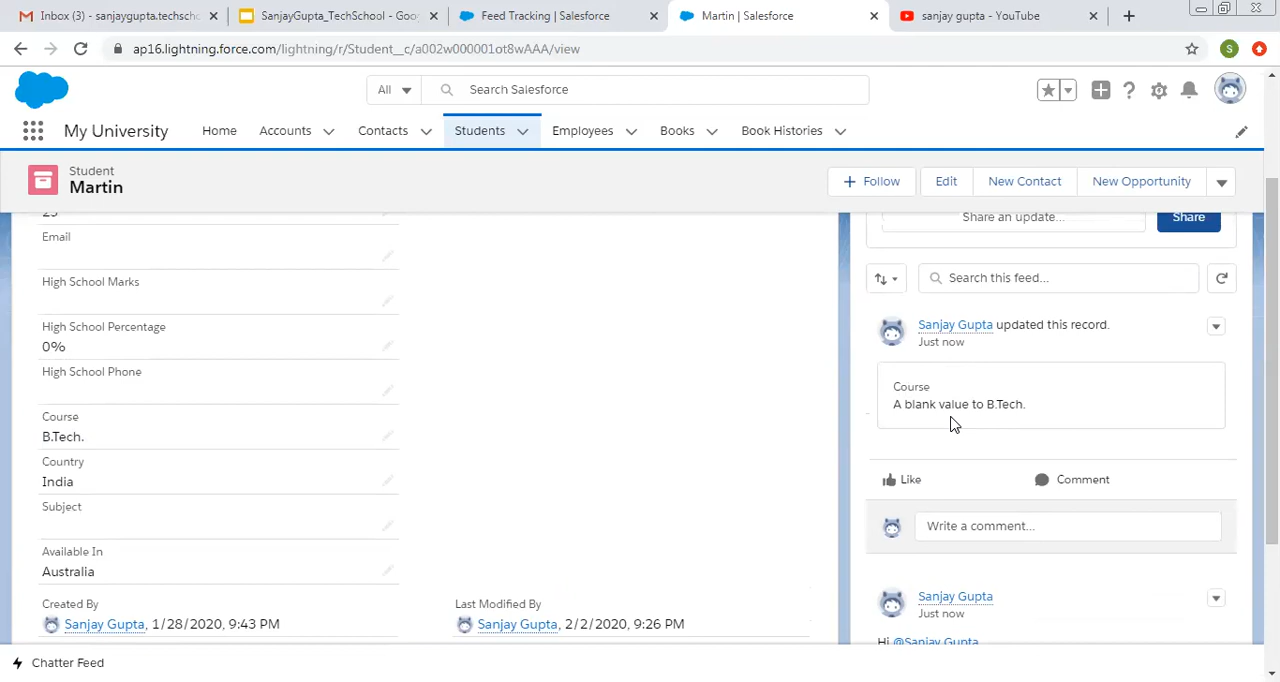 Inbox (3) - sanjaygupta.techscho
SanjayGupta_TechSchool - Goo
Feed Tracking | Salesforce
Martin | Salesforce
sanjay gupta - YouTube
ap16.lightning.force.com/lightning/r/Student__c/a002w000001ot8wAAA/view
S
All
Search Salesforce
My University
Home
Accounts
Contacts
Students
Employees
Books
Book Histories
Student
Martin
Follow
Edit
New Contact
New Opportunity
Email
High School Marks
High School Percentage
0%
High School Phone
Course
B.Tech.
Country
India
Subject
Available In
Australia
Created By
Sanjay Gupta, 1/28/2020, 9:43 PM
Last Modified By
Sanjay Gupta, 2/2/2020, 9:26 PM
Share an update...
Share
Search this feed...
Sanjay Gupta updated this record.
Just now
Course
A blank value to B.Tech.
Like
Comment
Write a comment...
Sanjay Gupta
Just now
Hi @Sanjay Gupta
Chatter Feed